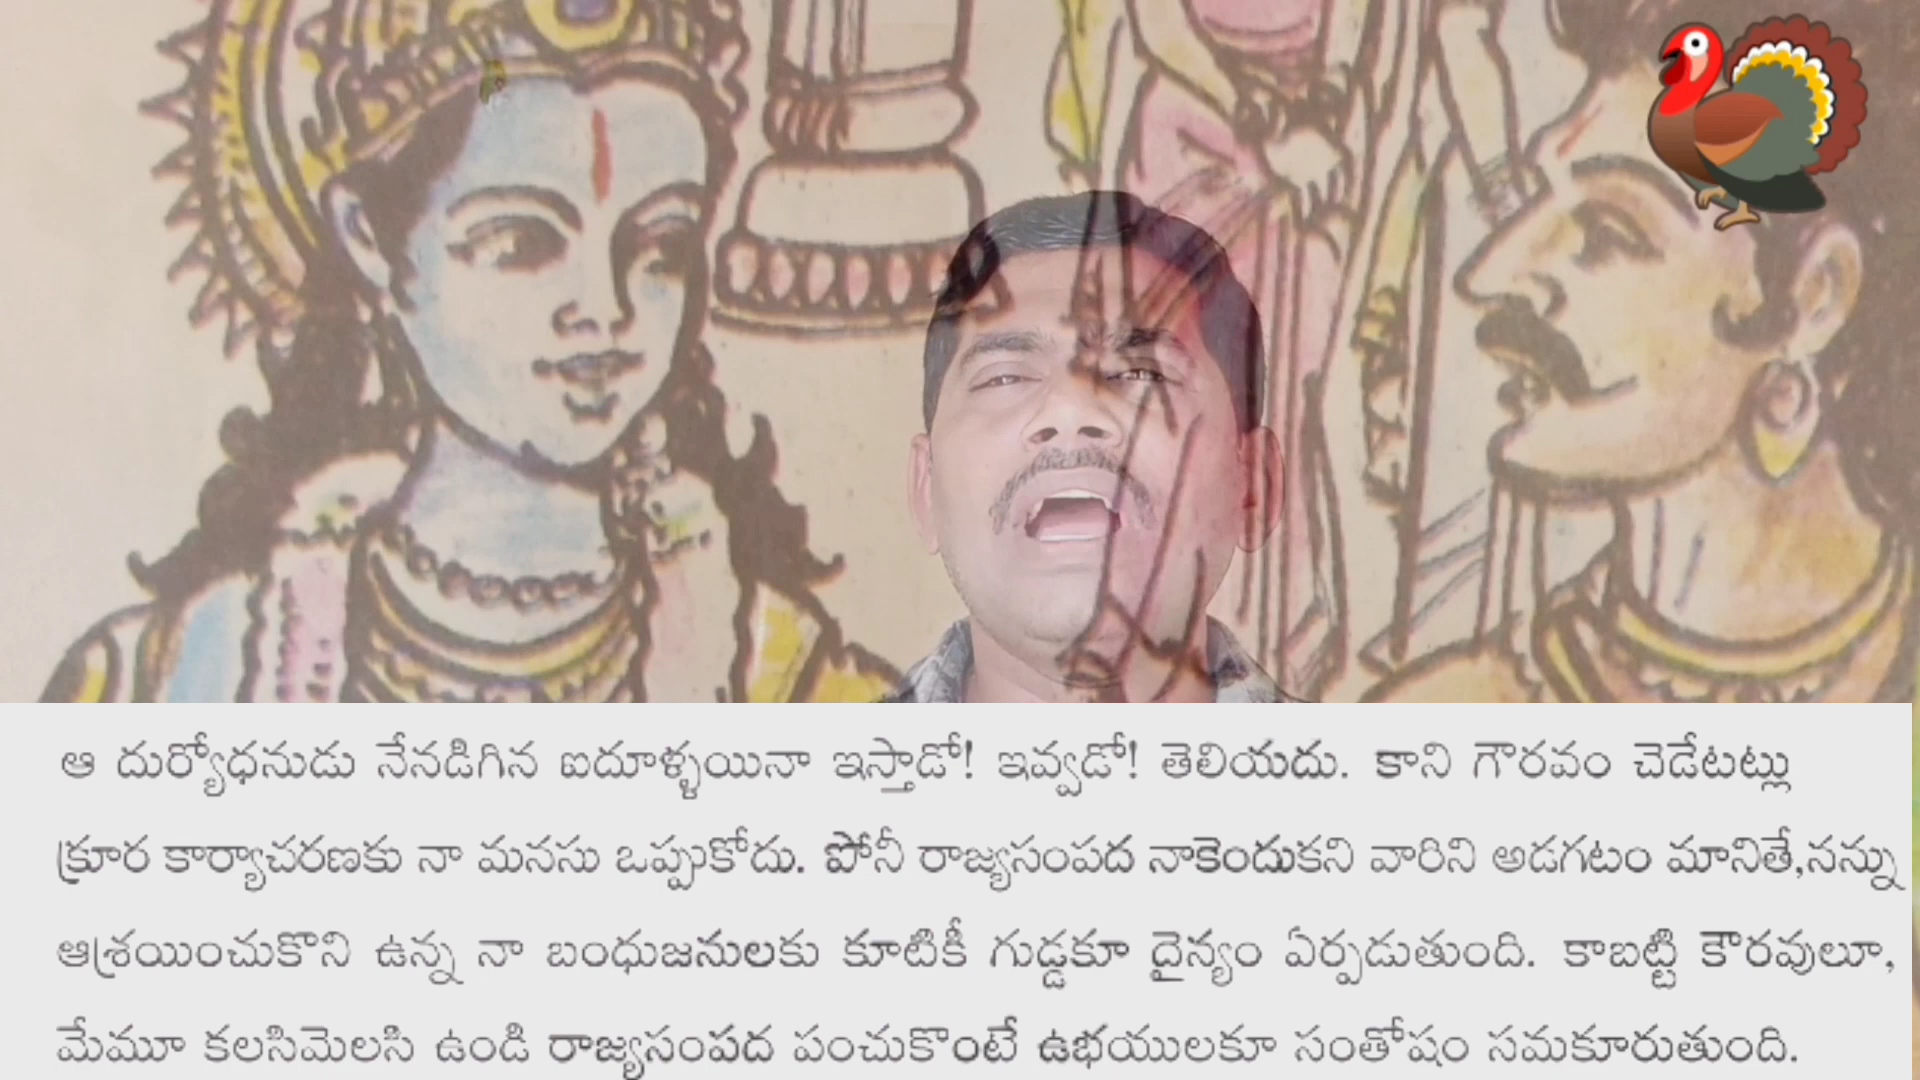 ఆ దుర్యోధనుడు నేనడిగిన ఐదూళ్ళయినా ఇస్తాడో! ఇవ్వడో! తెలియదు. కాని గౌరవం చెడేటట్లు
క్రూర కార్యాచరణకు నా మనసు ఒప్పుకోదు. పోనీ రాజ్యసంపద నాకెందుకని వారిని అడగటం మానితే,నన్ను
ఆశ్రయించుకొని ఉన్న నా బంధుజనులకు కూటికీ గుడ్డకూ దైన్యం ఏర్పడుతుంది. కాబట్టి కౌరవులూ,
మేమూ కలసిమెలసి ఉండి రాజ్యసంపద పంచుకొంటే ఉభయులకూ సంతోషం సమకూరుతుంది.